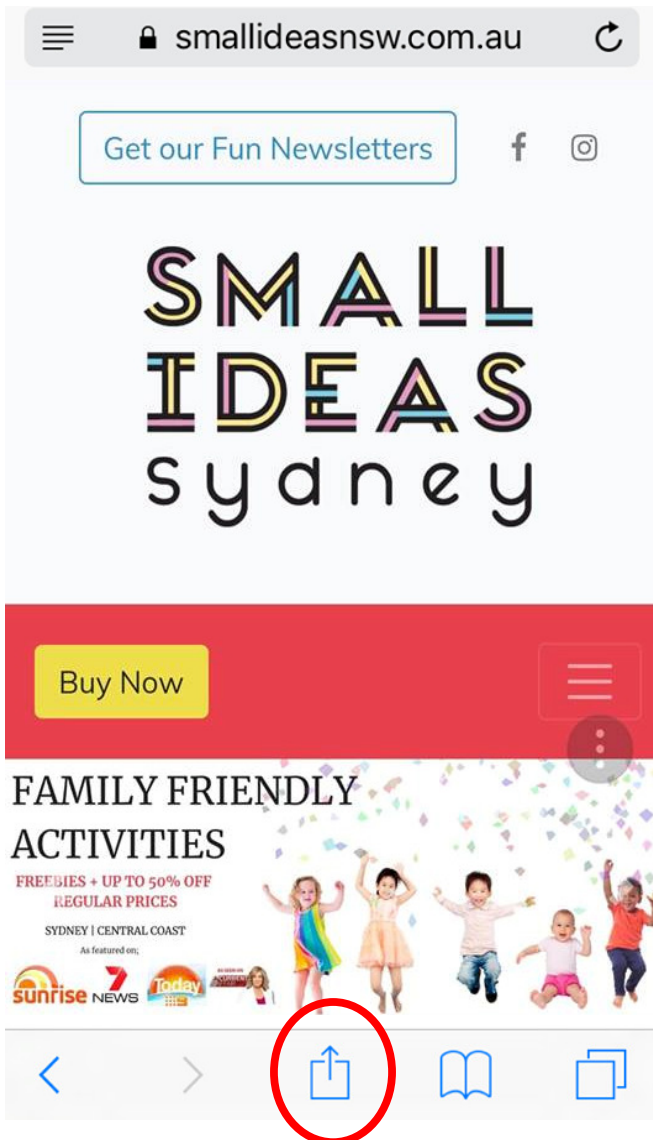 smallideasnsw.com.au
Get our Fun Newsletters
SMALL
IDEAS
sydney
Buy Now
FAMILY FRIENDLY
ACTIVITIES
FREEBIES + UP TO 50% OFF
REGULAR PRICES
SYDNEY | CENTRAL COAST
As featured on;
sunrise
7
NEWS
Today
9